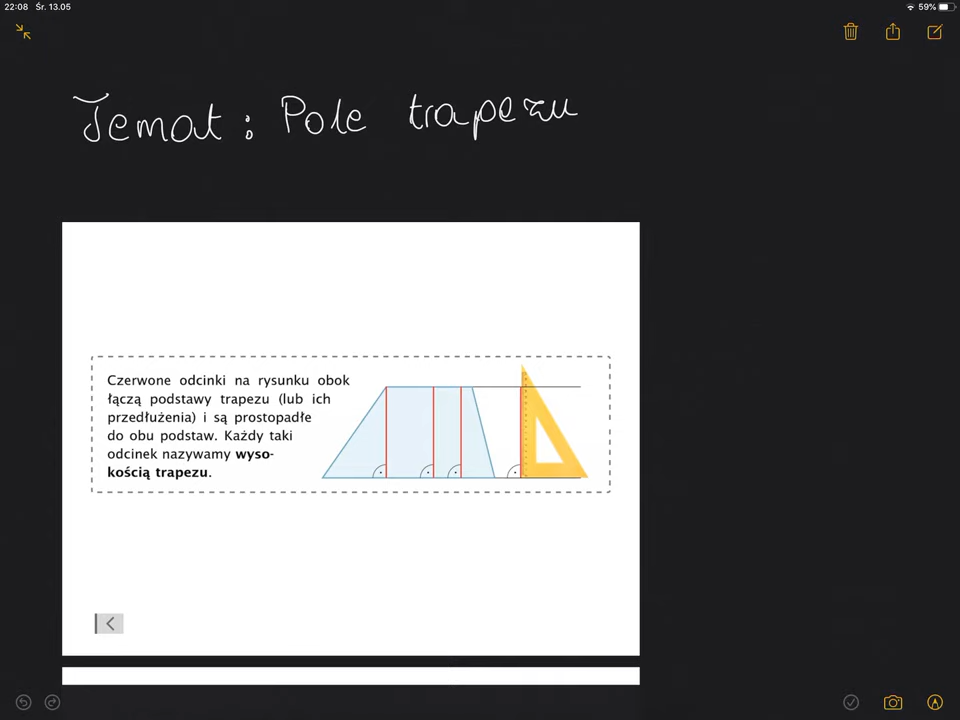 22:08 Śr. 13.05
59%
Temat: Pole trapezu
Czerwone odcinki na rysunku obok
łączą podstawy trapezu (lub ich
przedłużenia) i są prostopadłe
do obu podstaw. Każdy taki
odcinek nazywamy wyso-
kością trapezu.